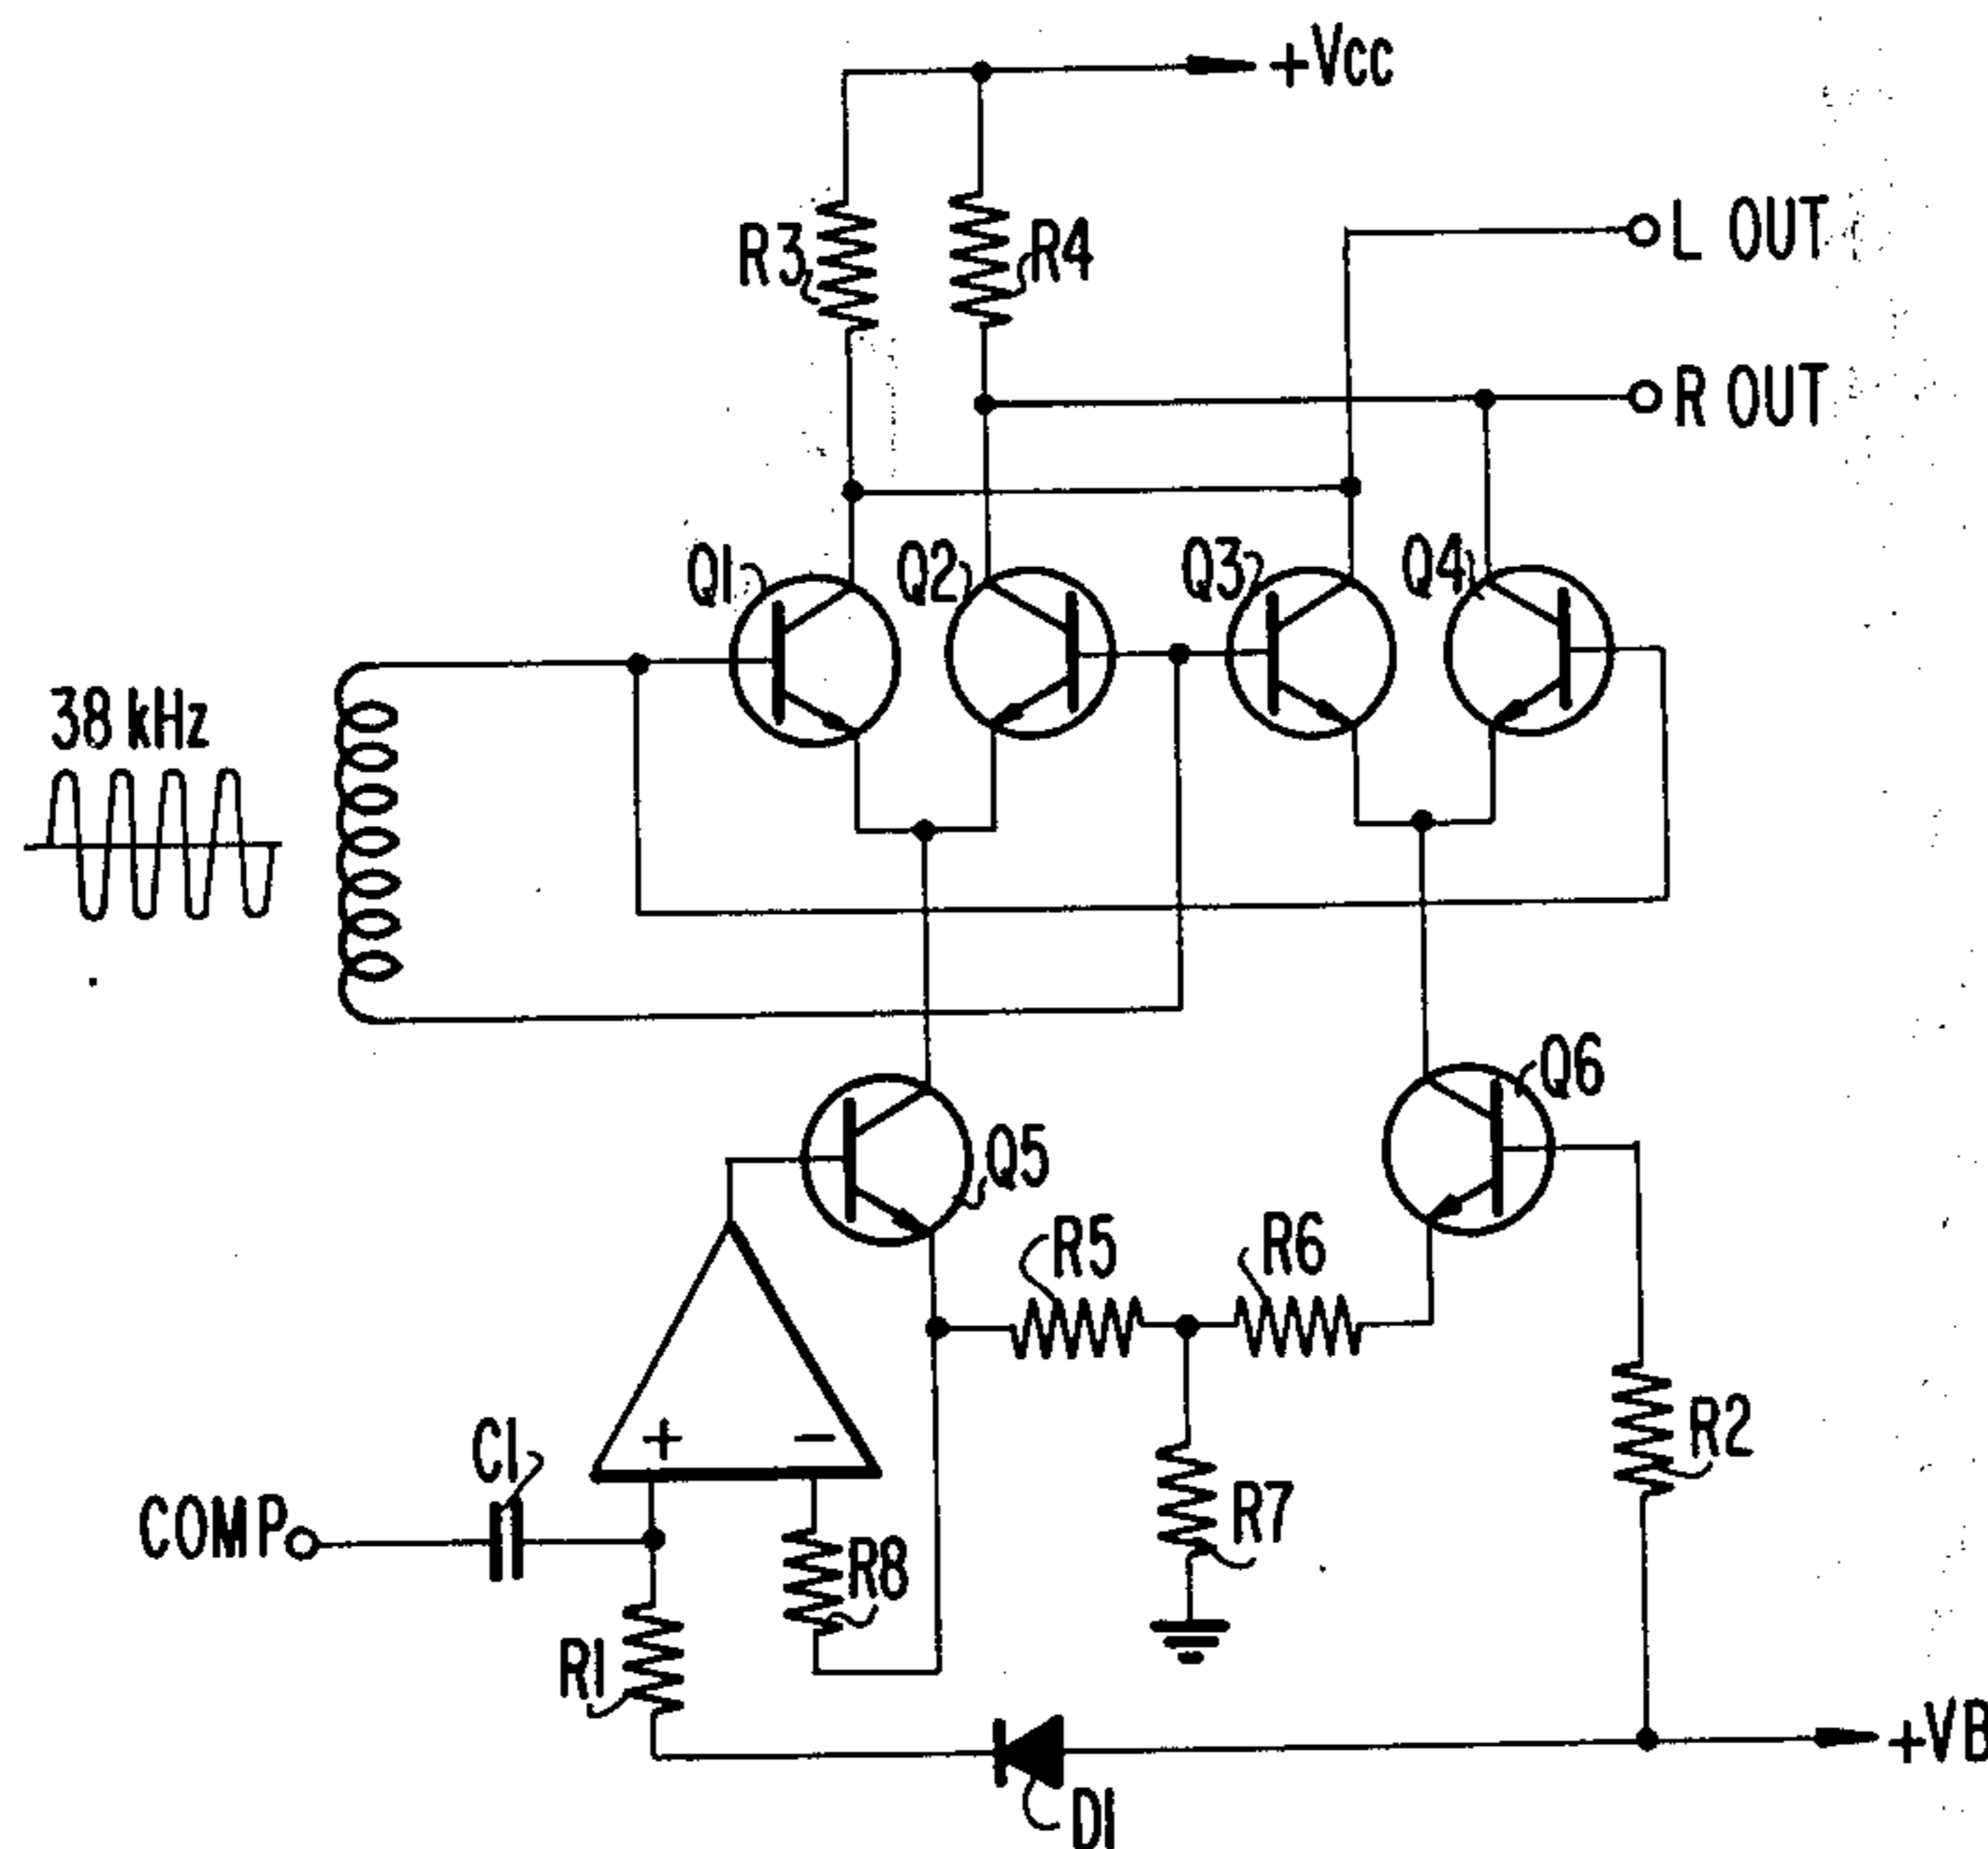 +Vcc
R3
R4
L OUT
R OUT
Q1
Q2
Q3
Q4
38 kHz
Q6
Q5
R5
R6
+
−
C1
R2
COMP
R7
R8
R1
+VB
D1